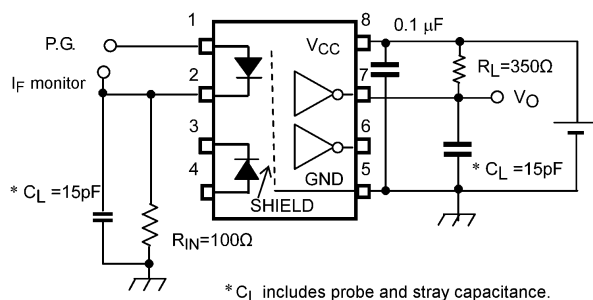 1
8
0.1 µF
P.G.
VCC
RL=350Ω
IF monitor
2
7
VO
3
6
4
5
GND
* CL =15pF
* CL =15pF
SHIELD
RIN=100Ω
*CL includes probe and stray capacitance.